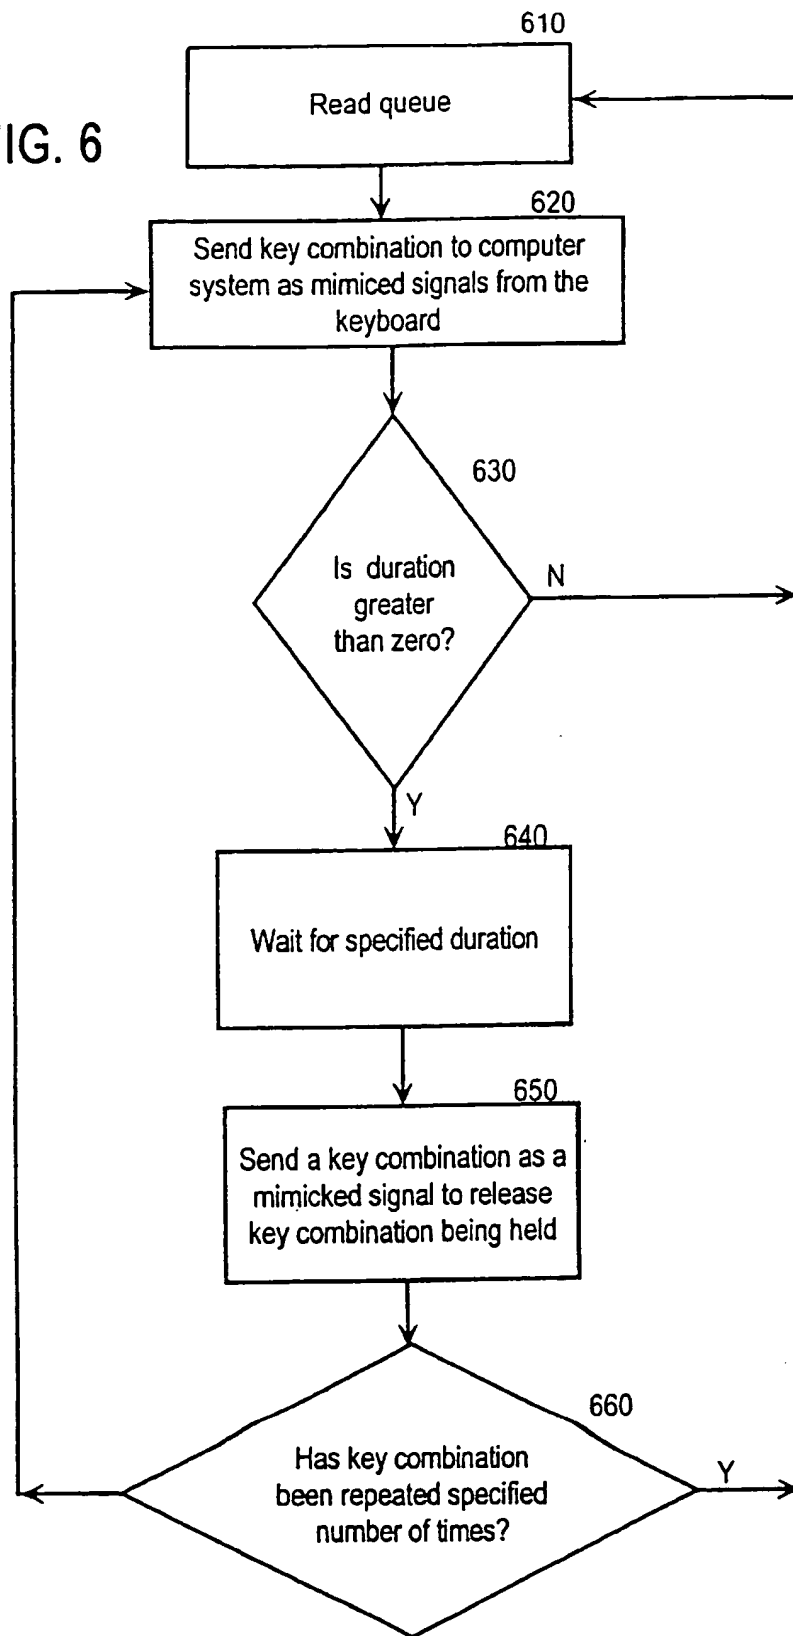 610
Read queue
FIG. 6
620
Send key combination to computer
system as mimiced signals from the
keyboard
630
Is duration
greater
than zero?
N
Y
640
Wait for specified duration
650
Send a key combination as a
mimicked signal to release
key combination being held
660
Has key combination
been repeated specified
number of times?
Y